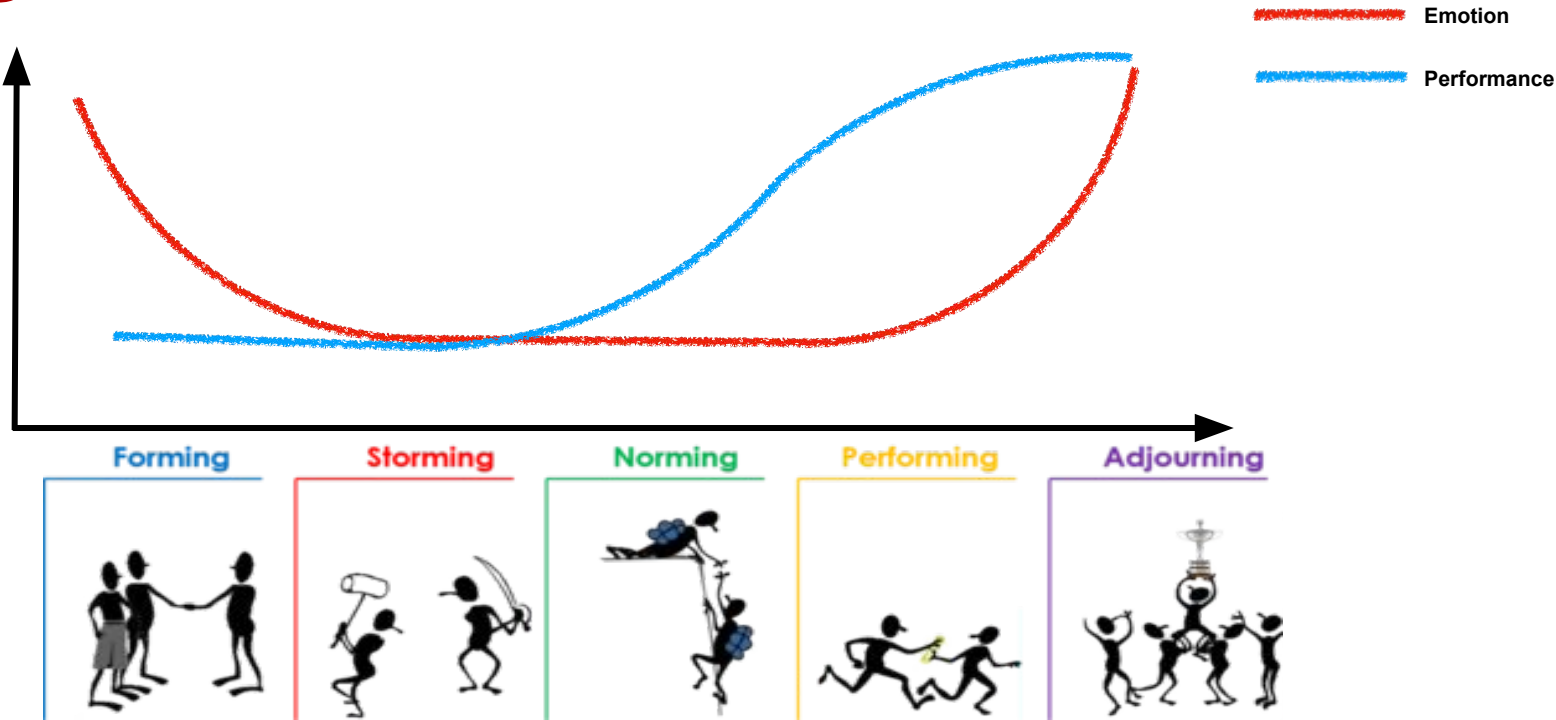 Emotion
Performance
Forming
Storming
Norming
Performing
Adjourning